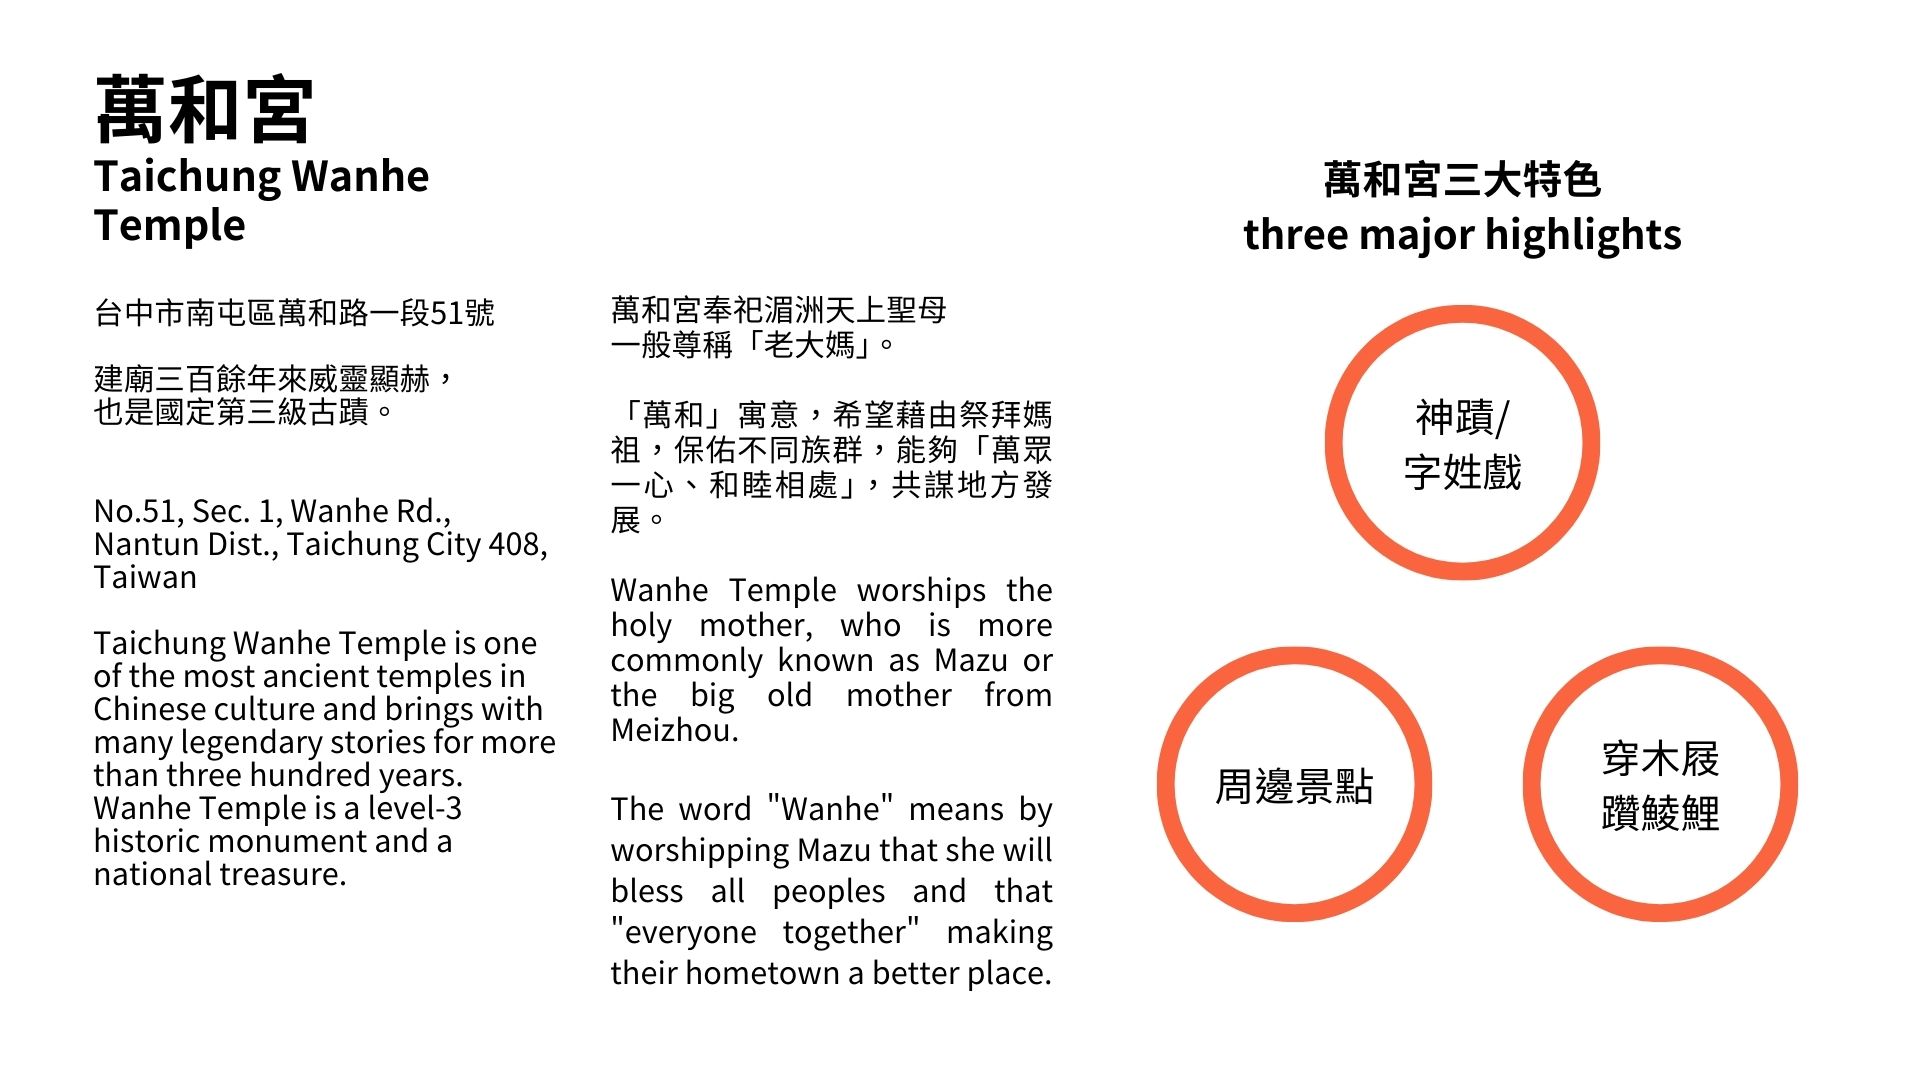 萬和宮
Taichung Wanhe
Temple
台中市南屯區萬和路一段51號
建廟三百餘年來威靈顯赫，
也是國定第三級古蹟。
No.51, Sec. 1, Wanhe Rd.,
Nantun Dist., Taichung City 408,
Taiwan
Taichung Wanhe Temple is one
of the most ancient temples in
Chinese culture and brings with
many legendary stories for more
than three hundred years.
Wanhe Temple is a level-3
historic monument and a
national treasure.
萬和宮奉祀湄洲天上聖母
一般尊稱「老大媽」。
「萬和」寓意，希望藉由祭拜媽
祖，保佑不同族群，能夠「萬眾
一心、和睦相處」，共謀地方發
展。
Wanhe Temple worships the
holy mother, who is more
commonly known as Mazu or
the big old mother from
Meizhou.
The word "Wanhe" means by
worshipping Mazu that she will
bless all peoples and that
"everyone together" making
their hometown a better place.
萬和宮三大特色
three major highlights
神蹟/
字姓戲
周邊景點
穿木屐
躦鯪鯉